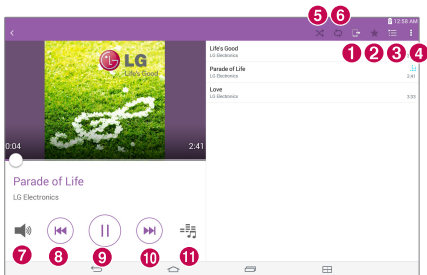 5 6
12:58 AM
1 2 3 4
LG
Life's Good
0:04
2:41
Life's Good
LG Electronics
Parade of Life
LG Electronics
2:41
Love
LG Electronics
3:03
Parade of Life
LG Electronics
7 8 9 10 11